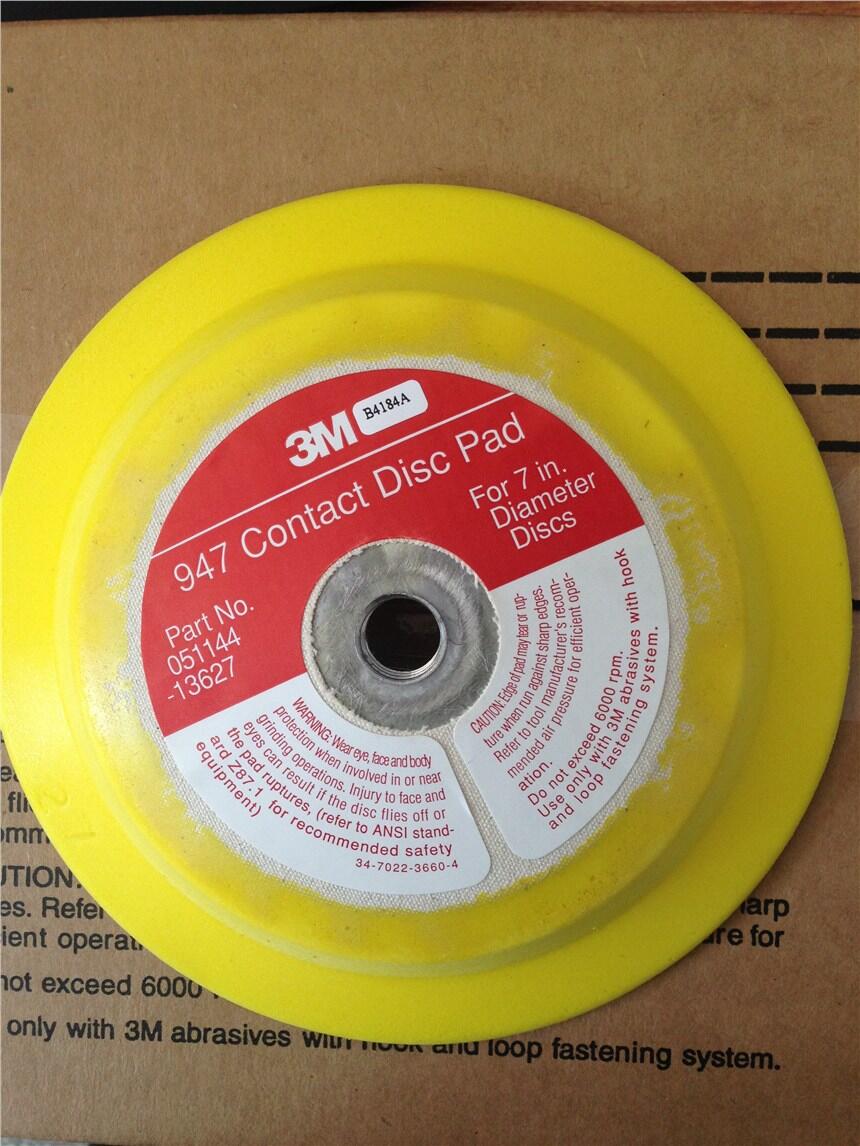 3M
B4184A
947 Contact Disc Pad
For 7 in.
Diameter
Discs
Part No.
051144
-13627
WARNING: Wear eye, face and body
protection when involved in or near
grinding operations. Injury to face and
eyes can result if the disc flies off or
the pad ruptures, (refer to ANSI stand-
ard Z87.1 for recommended safety
equipment)
34-7022-3660-4
CAUTION: Edge of pad may tear or rup-
ture when run against sharp edges.
Refer to tool manufacturer's recom-
mended air pressure for efficient oper-
ation.
Do not exceed 6000 rpm.
Use only with 3M abrasives with hook
and loop fastening system.
UTION:
es. Refer
arp
ient operati
re for
not exceed 6000
only with 3M abrasives with hook and loop fastening system.